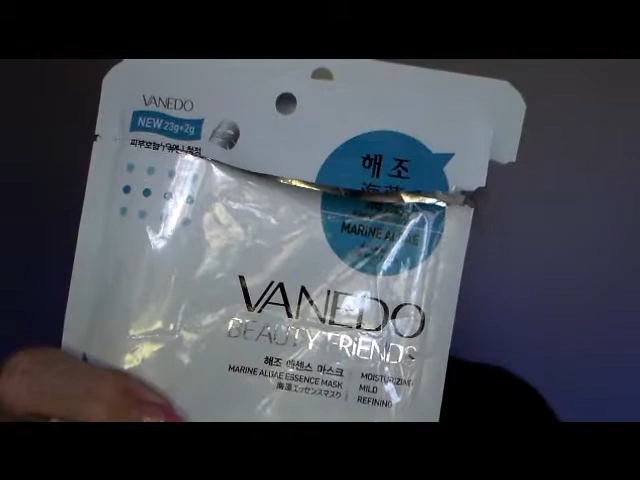 VANEDO
NEW 23g+2g
해조
MARINE ALGAE
VANEDO
BEAUTY FRIENDS
해조 에센스 마스크
MARINE ALGAE ESSENCE MASK
海藻エッセンスマスク
MOISTURIZING
MILD
REFINING